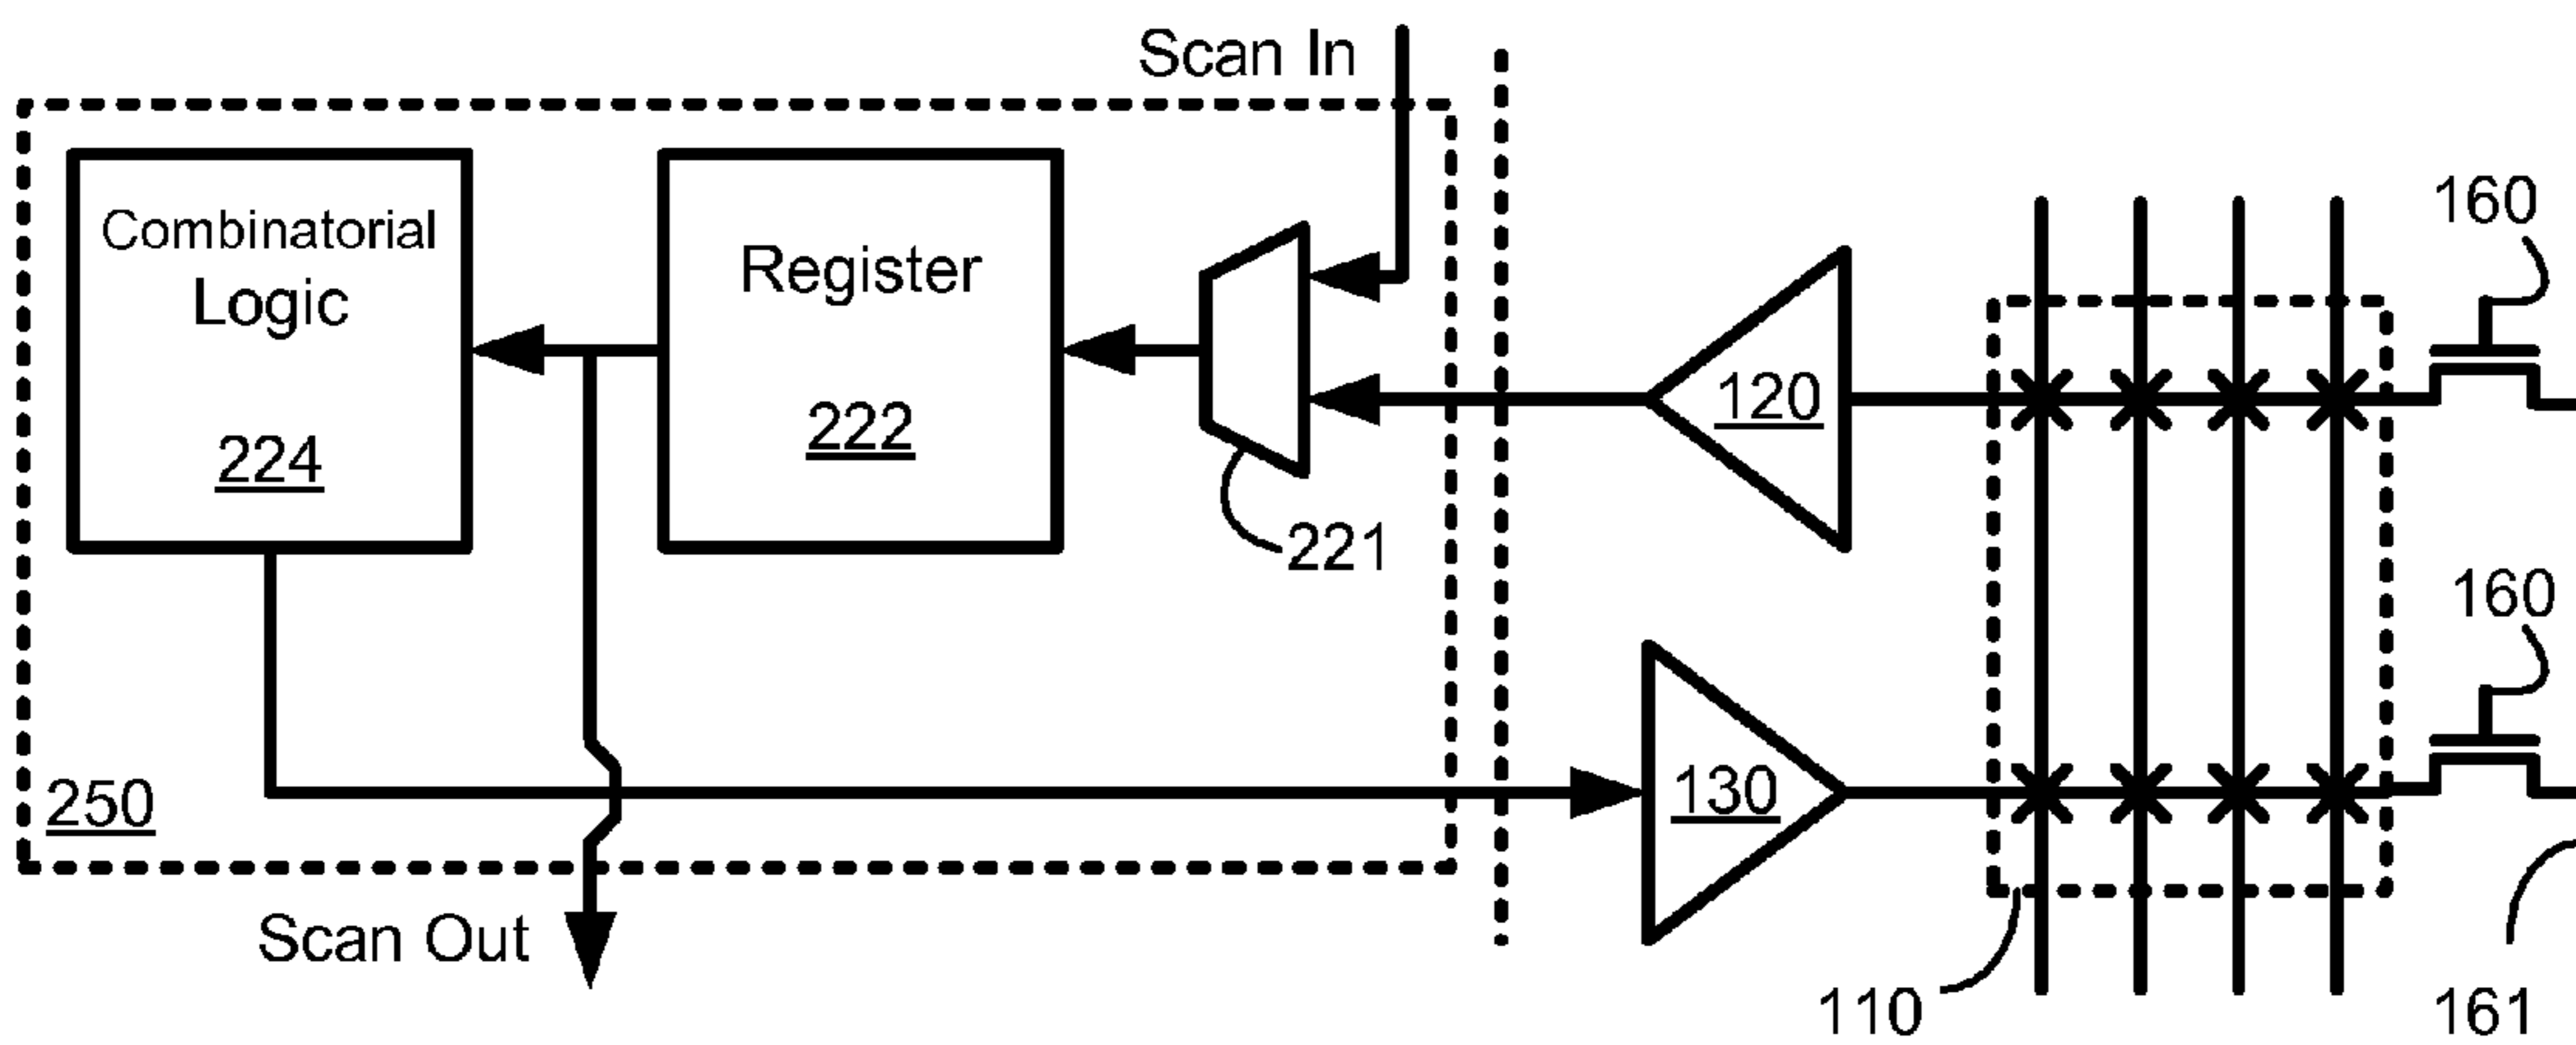 Scan In
160
Combinatorial
Logic
224
Register
222
120
221
160
250
130
Scan Out
110
161